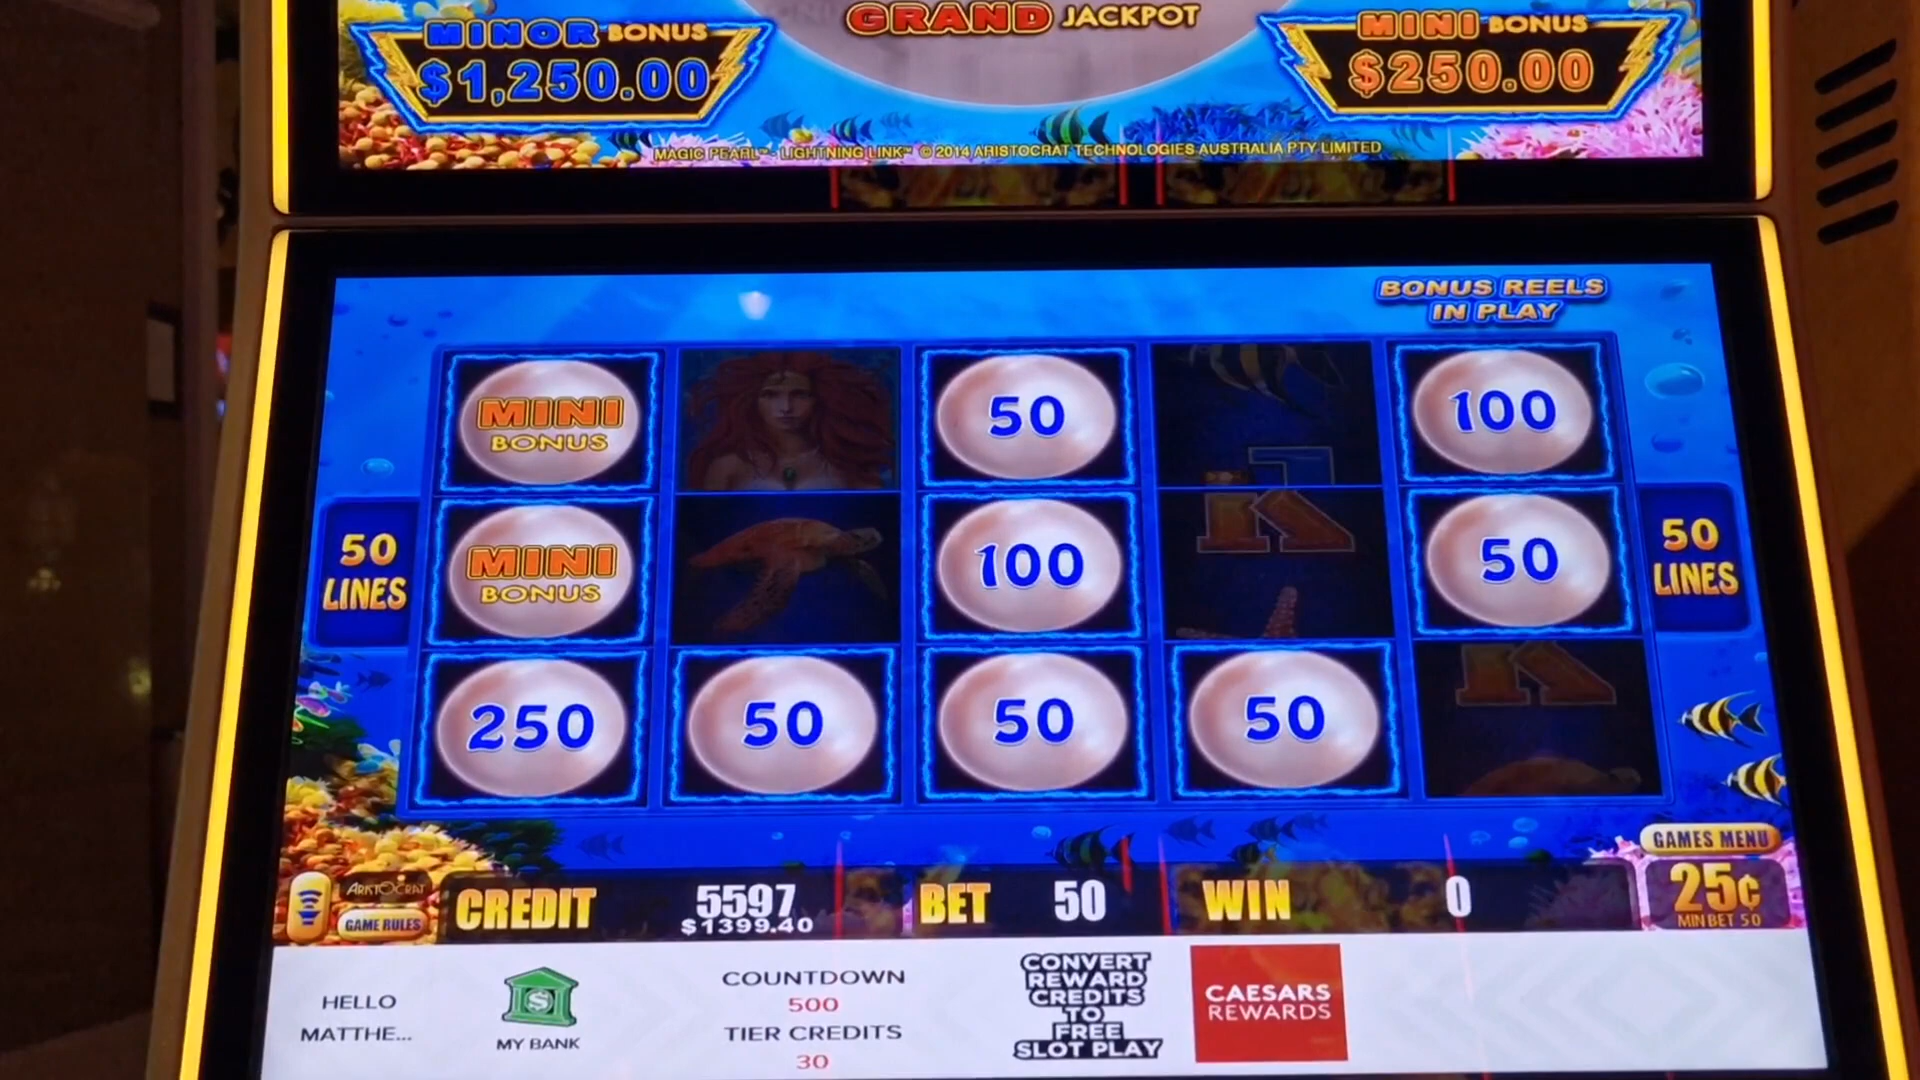 GRAND JACKPOT
MINOR BONUS
$1,250.00
MINI BONUS
$250.00
MAGIC PEARL™ - LIGHTNING LINK™ © 2014 ARISTOCRAT TECHNOLOGIES AUSTRALIA PTY LIMITED
BONUS REELS
IN PLAY
MINI
BONUS
50
100
K
50
LINES
MINI
BONUS
100
K
50
50
LINES
250
50
50
50
K
GAMES MENU
ARISTOCRAT
GAME RULES
CREDIT
5597
$1399.40
BET
50
WIN
0
25¢
MIN BET 50
HELLO
MATTHE...
MY BANK
COUNTDOWN
500
TIER CREDITS
30
CONVERT
REWARD
CREDITS
TO
FREE
SLOT PLAY
CAESARS
REWARDS